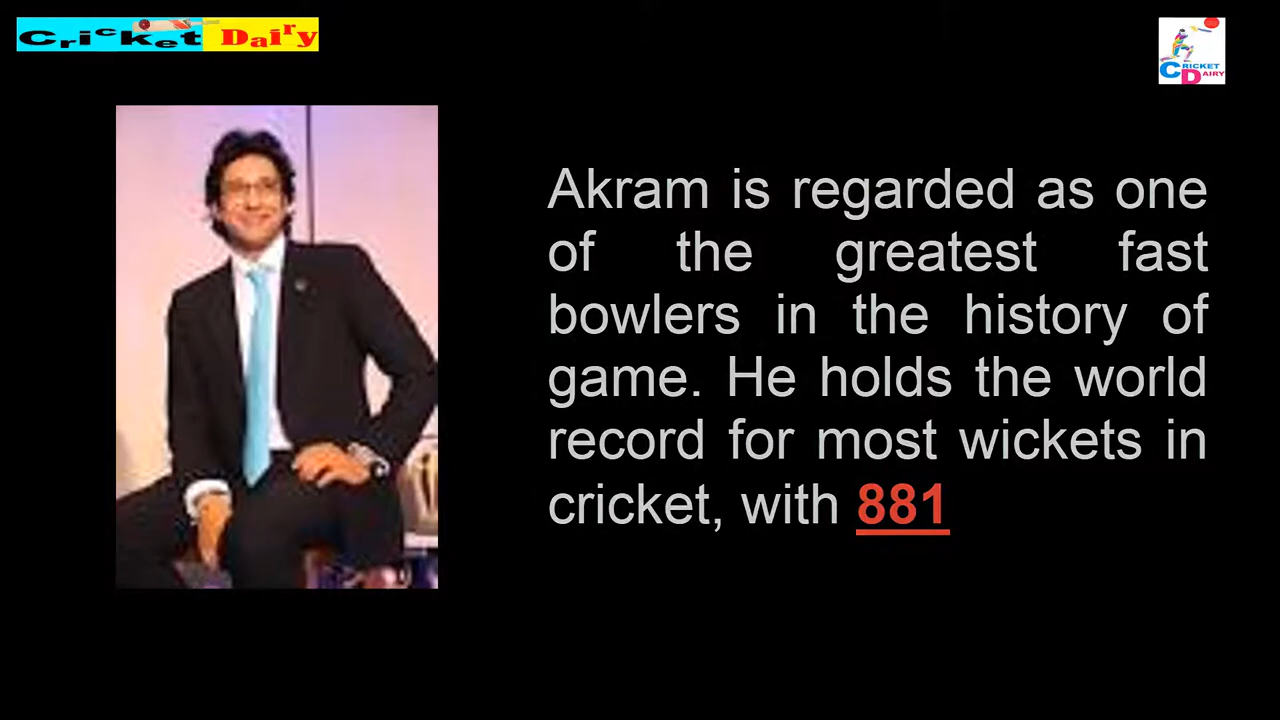 Cricket Dairy
CRICKET
DAIRY
Akram is regarded as one
of the greatest fast
bowlers in the history of
game. He holds the world
record for most wickets in
cricket, with 881